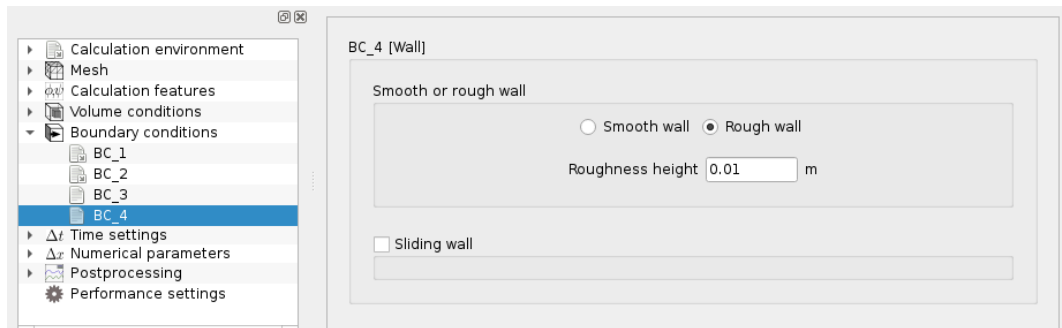 Calculation environment
Mesh
Calculation features
Volume conditions
Boundary conditions
BC_1
BC_2
BC_3
BC_4
Δt Time settings
Δx Numerical parameters
Postprocessing
Performance settings
BC_4 [Wall]
Smooth or rough wall
Smooth wall Rough wall
Roughness height 0.01 m
Sliding wall